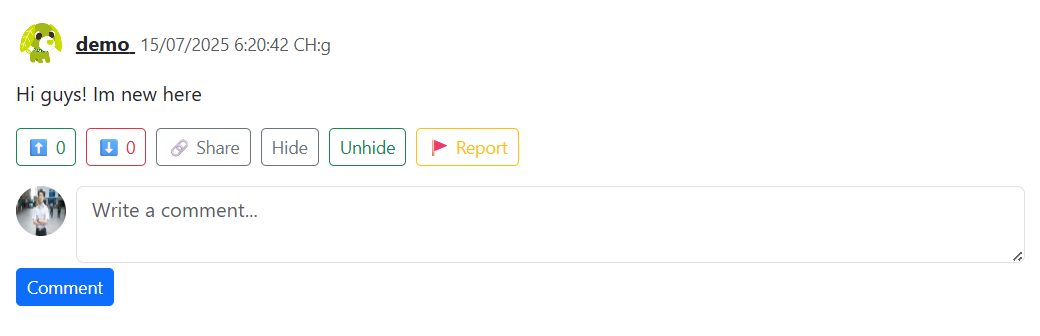 demo 15/07/2025 6:20:42 CH:g
Hi guys! Im new here
0 0 Share Hide Unhide Report
Write a comment...
Comment